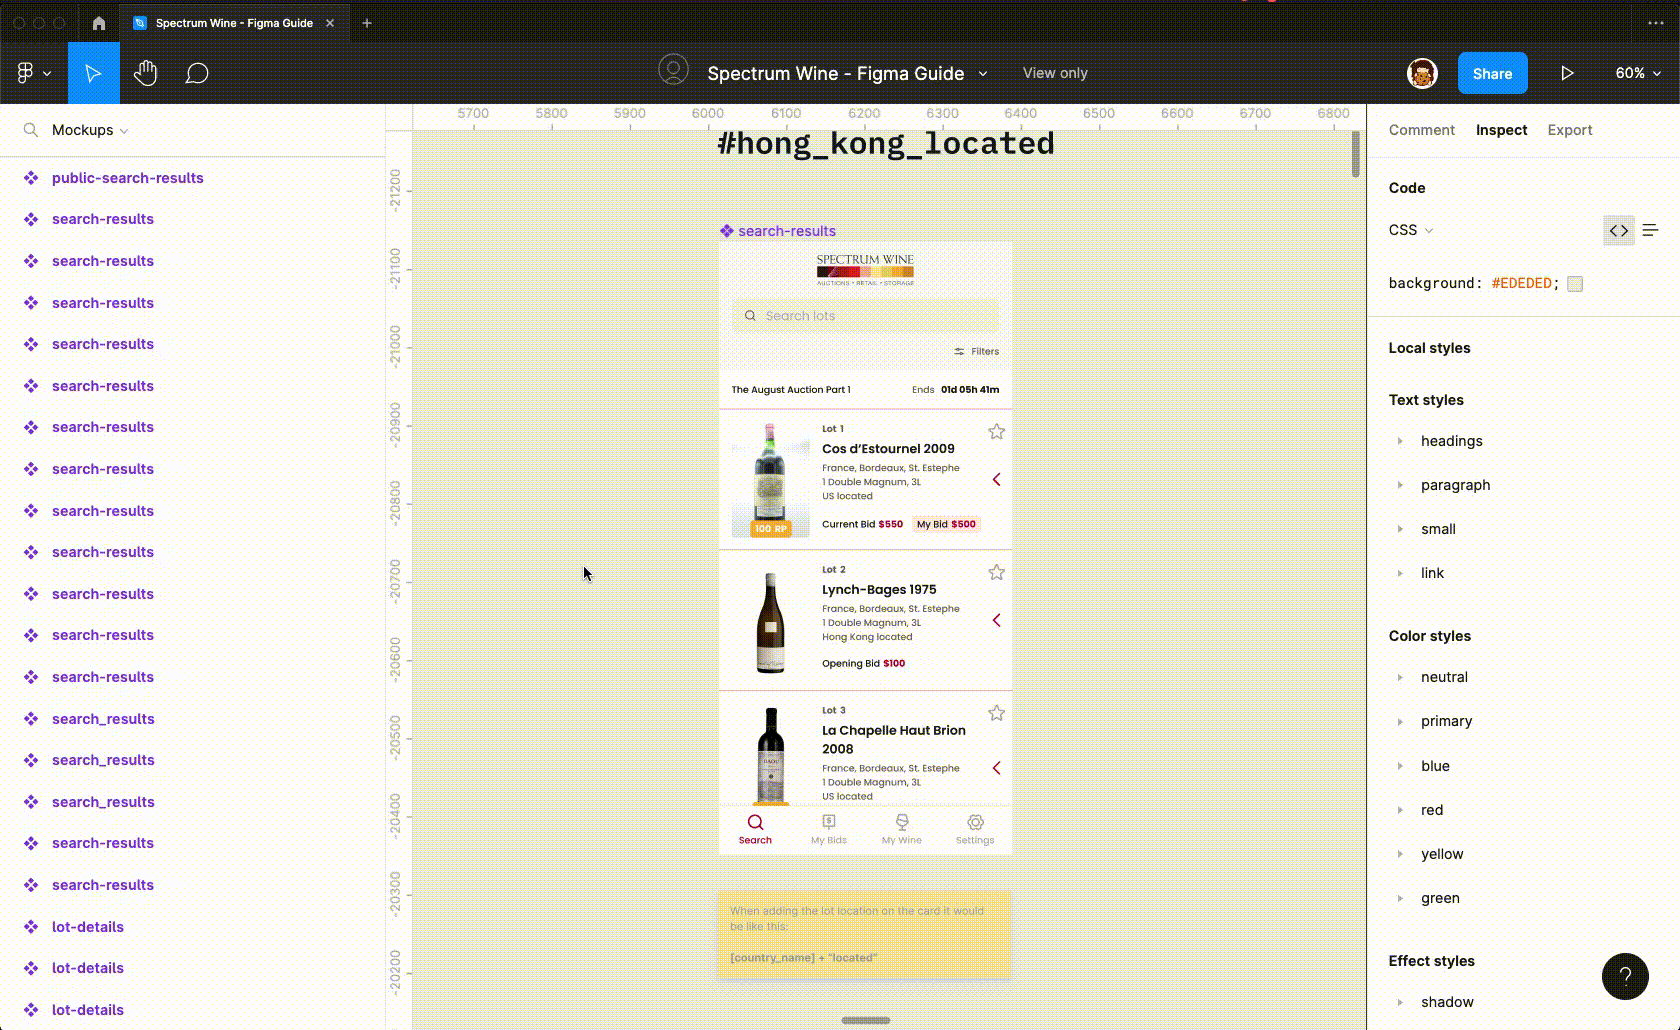 Spectrum Wine - Figma Guide
Spectrum Wine - Figma Guide
View only
Share
60%
Mockups
public-search-results
search-results
search-results
search-results
search-results
search-results
search-results
search-results
search-results
search-results
search-results
search-results
search-results
search_results
search_results
search_results
search-results
search-results
lot-details
lot-details
lot-details
5700 5800 5900 6000 6100 6200 6300 6400 6500 6600 6700 6800
-21200
-21100
-21000
-20900
-20800
-20700
-20600
-20500
-20400
-20300
-20200
#hong_kong_located
search-results
SPECTRUM WINE
AUCTIONS • RETAIL • STORAGE
Search lots
Filters
The August Auction Part 1 Ends 01d 05h 41m
Lot 1
Cos d’Estournel 2009
France, Bordeaux, St. Estephe
1 Double Magnum, 3L
US located
100 RP
Current Bid $550 My Bid $500
Lot 2
Lynch-Bages 1975
France, Bordeaux, St. Estephe
1 Double Magnum, 3L
Hong Kong located
Opening Bid $100
Lot 3
La Chapelle Haut Brion
2008
France, Bordeaux, St. Estephe
1 Double Magnum, 3L
US located
Search My Bids My Wine Settings
When adding the lot location on the card it would
be like this:
[country_name] + “located”
Comment Inspect Export
Code
CSS
background: #EDEDED;
Local styles
Text styles
headings
paragraph
small
link
Color styles
neutral
primary
blue
red
yellow
green
Effect styles
shadow
?